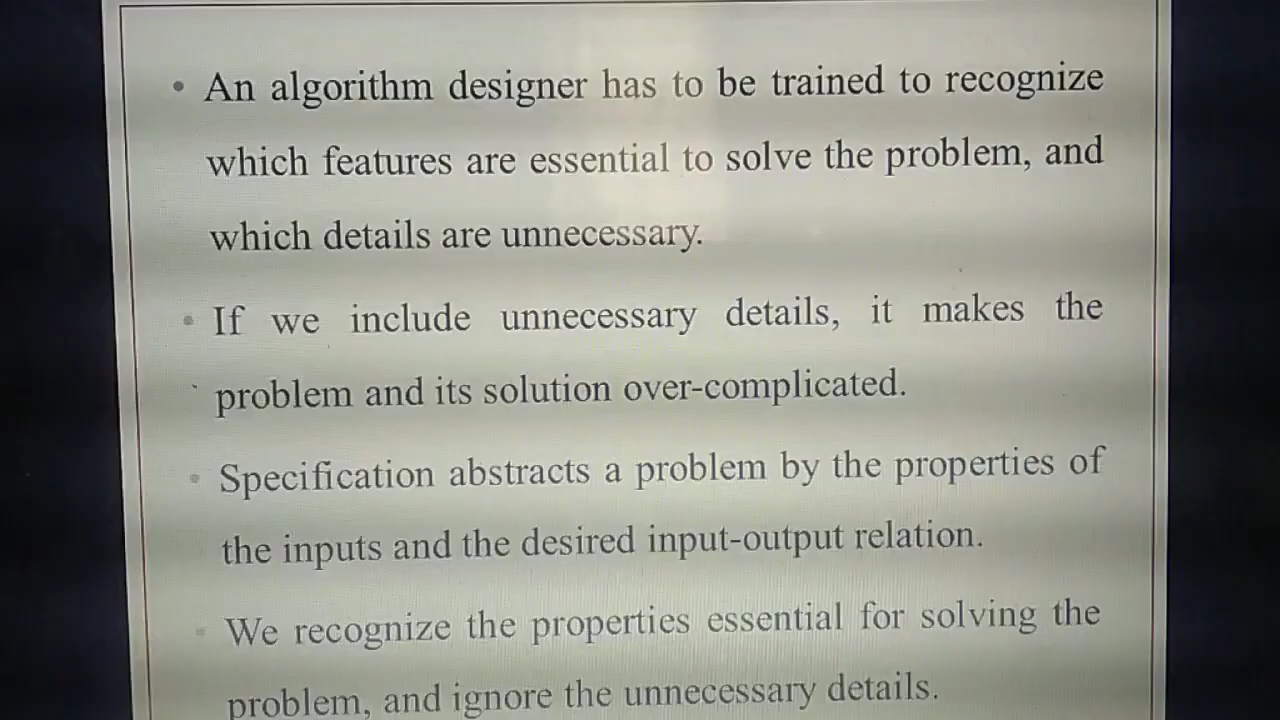 • An algorithm designer has to be trained to recognize
which features are essential to solve the problem, and
which details are unnecessary.
• If we include unnecessary details, it makes the
problem and its solution over-complicated.
• Specification abstracts a problem by the properties of
the inputs and the desired input-output relation.
• We recognize the properties essential for solving the
problem, and ignore the unnecessary details.